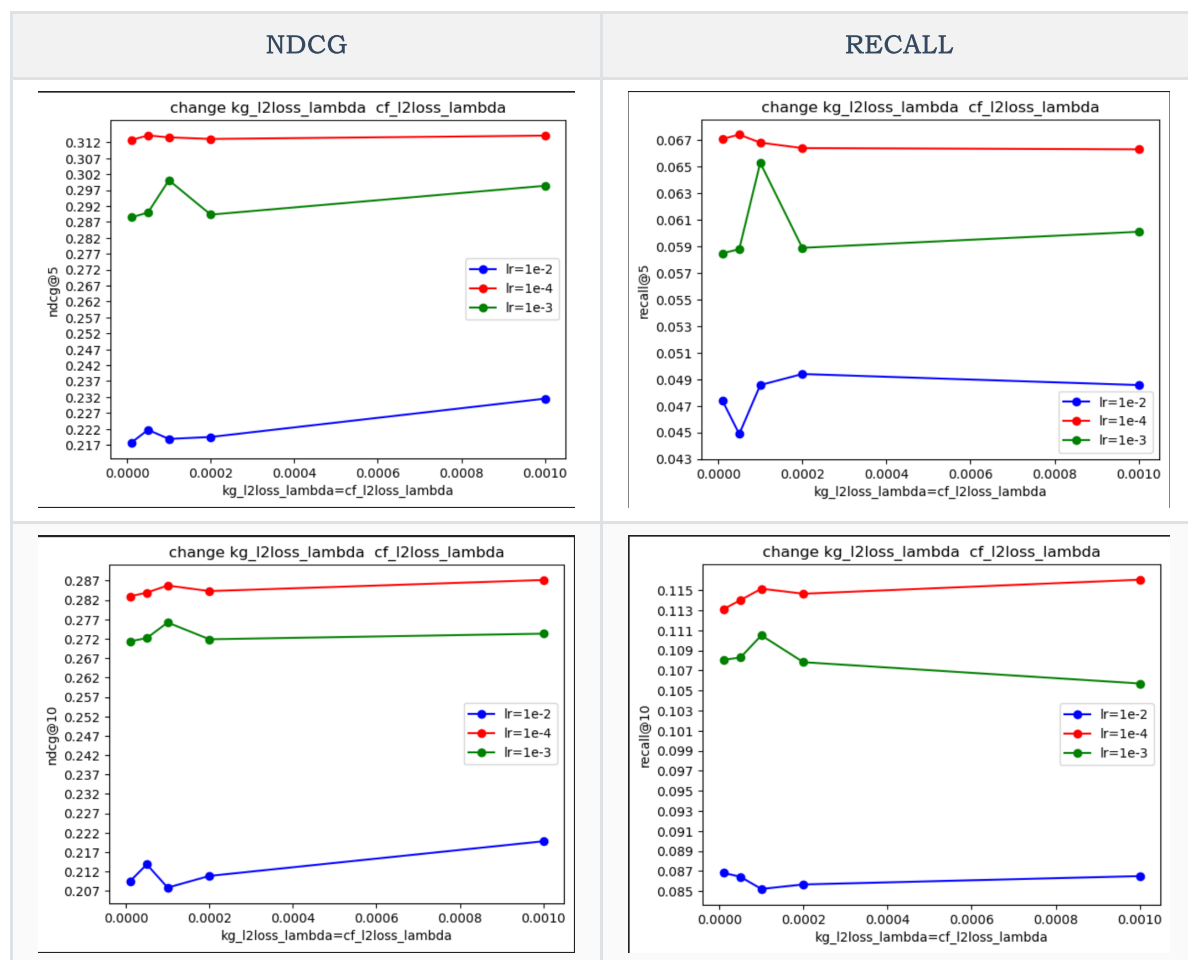 NDCG
RECALL
change kg_l2loss_lambda  cf_l2loss_lambda
0.312
0.307
0.302
0.297
0.292
0.287
0.282
0.277
0.272
0.267
0.262
0.257
0.252
0.247
0.242
0.237
0.232
0.227
0.222
0.217
ndcg@5
lr=1e-2
lr=1e-4
lr=1e-3
0.0000 0.0002 0.0004 0.0006 0.0008 0.0010
kg_l2loss_lambda=cf_l2loss_lambda
change kg_l2loss_lambda  cf_l2loss_lambda
0.067
0.065
0.063
0.061
0.059
0.057
0.055
0.053
0.051
0.049
0.047
0.045
0.043
recall@5
lr=1e-2
lr=1e-4
lr=1e-3
0.0000 0.0002 0.0004 0.0006 0.0008 0.0010
kg_l2loss_lambda=cf_l2loss_lambda
change kg_l2loss_lambda  cf_l2loss_lambda
0.287
0.282
0.277
0.272
0.267
0.262
0.257
0.252
0.247
0.242
0.237
0.232
0.227
0.222
0.217
0.212
0.207
ndcg@10
lr=1e-2
lr=1e-4
lr=1e-3
0.0000 0.0002 0.0004 0.0006 0.0008 0.0010
kg_l2loss_lambda=cf_l2loss_lambda
change kg_l2loss_lambda  cf_l2loss_lambda
0.115
0.113
0.111
0.109
0.107
0.105
0.103
0.101
0.099
0.097
0.095
0.093
0.091
0.089
0.087
0.085
recall@10
lr=1e-2
lr=1e-4
lr=1e-3
0.0000 0.0002 0.0004 0.0006 0.0008 0.0010
kg_l2loss_lambda=cf_l2loss_lambda